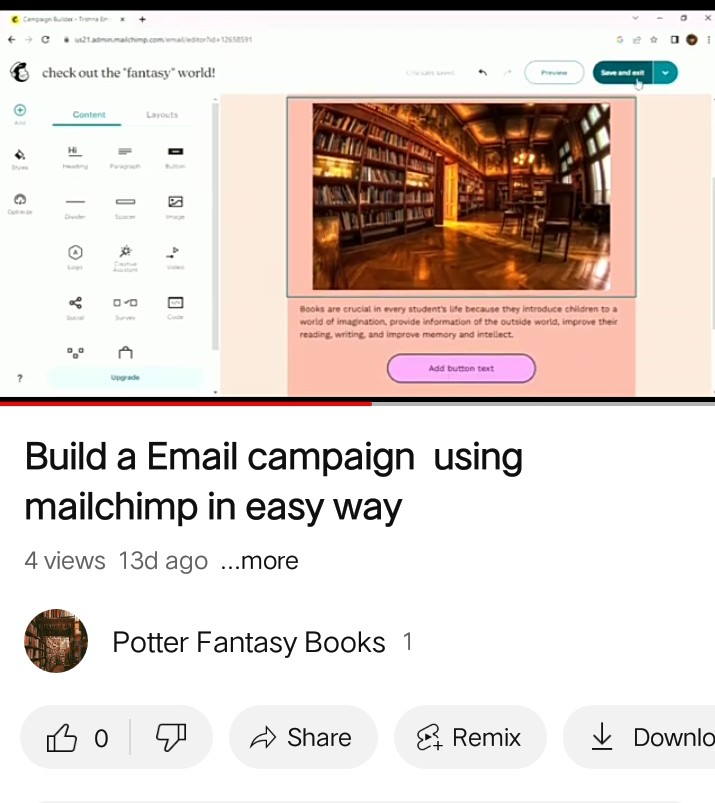 Campaign Builder - Trianna Em
us21.admin.mailchimp.com/email/editor?id=12658591
check out the "fantasy" world!
Preview
Save and exit
Content
Layouts
Add
Hi
Heading
Paragraph
Button
Styles
Optimize
Divider
Spacer
Image
Logo
Creative
Assistant
Video
Social
Survey
Code
?
Upgrade
Books are crucial in every student's life because they introduce children to a
world of imagination, provide information of the outside world, improve their
reading, writing, and improve memory and intellect.
Add button text
Build a Email campaign using
mailchimp in easy way
4 views 13d ago ...more
Potter Fantasy Books 1
0
Share
Remix
Downlo